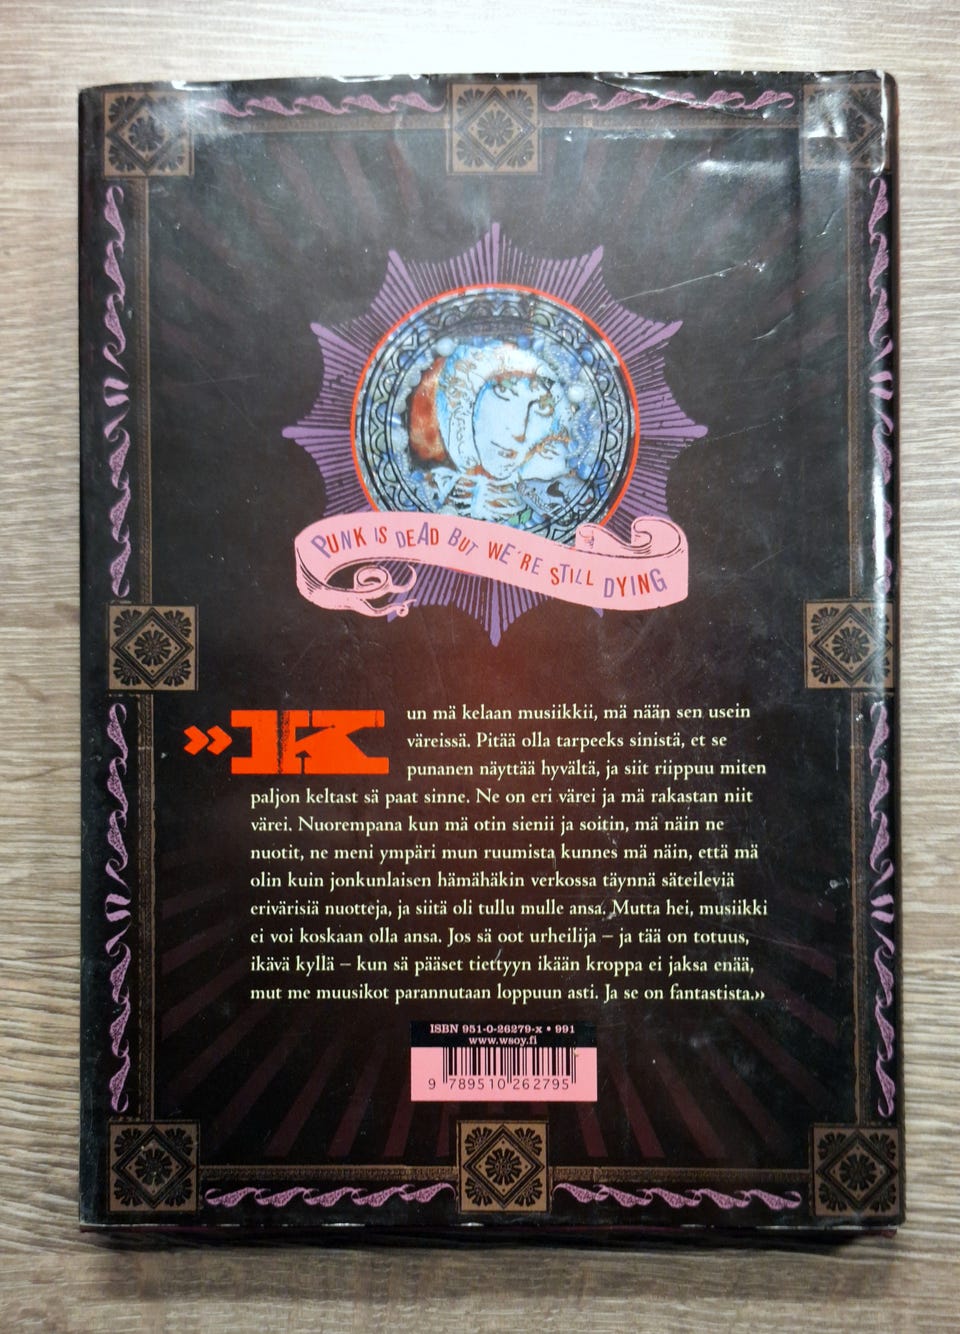 PUNK IS DEAD BUT WE'RE STILL DYING
»Kun mä kelaan musiikkii, mä nään sen usein
väreissä. Pitää olla tarpeeks sinistä, et se
punanen näyttää hyvältä, ja siit riippuu miten
paljon keltast sä paat sinne. Ne on eri värei ja mä rakastan niit
värei. Nuorempana kun mä otin sienii ja soitin, mä näin ne
nuotit, ne meni ympäri mun ruumista kunnes mä näin, että mä
olin kuin jonkunlaisen hämähäkin verkossa täynnä säteileviä
erivärisiä nuotteja, ja siitä oli tullu mulle ansa. Mutta hei, musiikki
ei voi koskaan olla ansa. Jos sä oot urheilija – ja tää on totuus,
ikävä kyllä – kun sä pääset tiettyyn ikään kroppa ei jaksa enää,
mut me muusikot parannutaan loppuun asti. Ja se on fantastista.»
ISBN 951-0-26279-x • 991
www.wsoy.fi
9 789510 262795